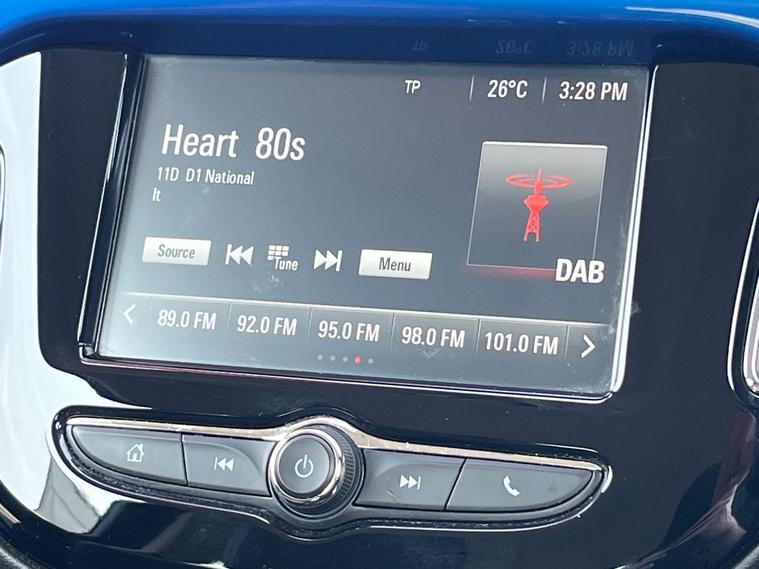 TP 26°C 3:28 PM
Heart 80s
11D D1 National
It
Source Tune Menu
DAB
89.0 FM 92.0 FM 95.0 FM 98.0 FM 101.0 FM